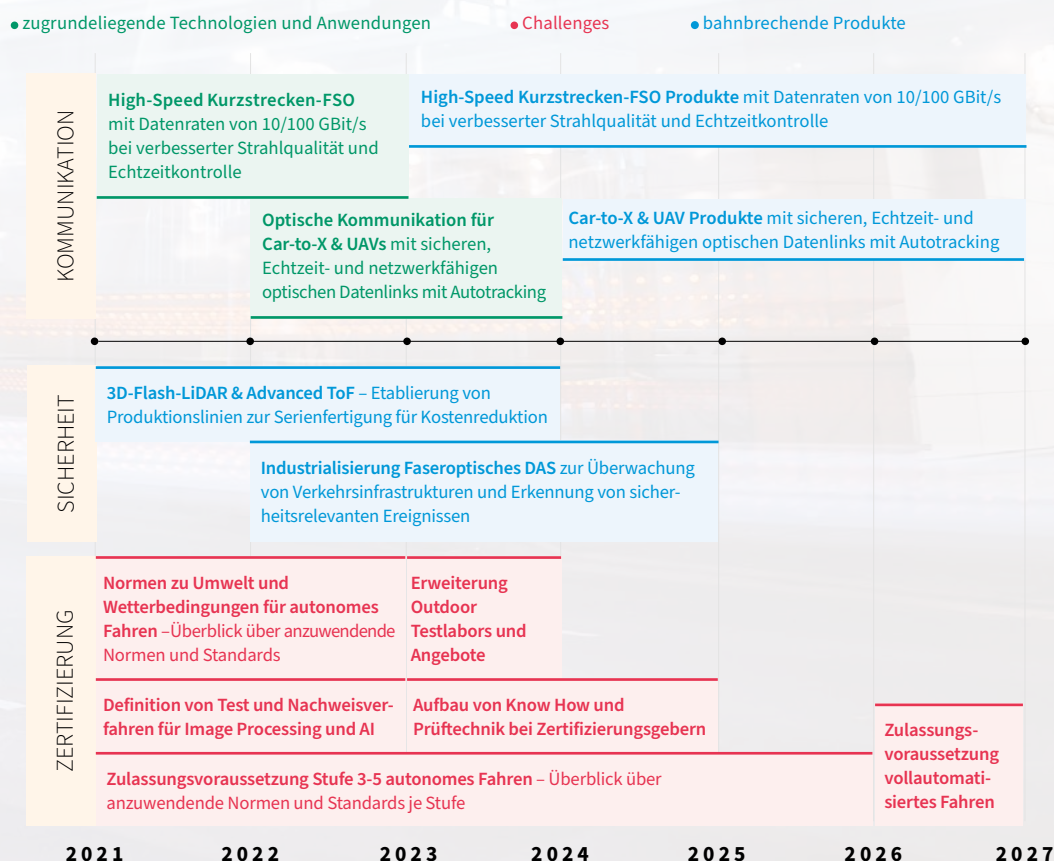 zugrundeliegende Technologien und Anwendungen
Challenges
bahnbrechende Produkte
KOMMUNIKATION
High-Speed Kurzstrecken-FSO
mit Datenraten von 10/100 GBit/s
bei verbesserter Strahlqualität und
Echtzeitkontrolle
High-Speed Kurzstrecken-FSO Produkte mit Datenraten von 10/100 GBit/s
bei verbesserter Strahlqualität und Echtzeitkontrolle
Optische Kommunikation für
Car-to-X & UAVs mit sicheren,
Echtzeit- und netzwerkfähigen
optischen Datenlinks mit Autotracking
Car-to-X & UAV Produkte mit sicheren, Echtzeit- und
netzwerkfähigen optischen Datenlinks mit Autotracking
SICHERHEIT
3D-Flash-LiDAR & Advanced ToF – Etablierung von
Produktionslinien zur Serienfertigung für Kostenreduktion
Industrialisierung Faseroptisches DAS zur Überwachung
von Verkehrsinfrastrukturen und Erkennung von sicher-
heitsrelevanten Ereignissen
ZERTIFIZIERUNG
Normen zu Umwelt und
Wetterbedingungen für autonomes
Fahren –Überblick über anzuwendende
Normen und Standards
Erweiterung
Outdoor
Testlabors und
Angebote
Definition von Test und Nachweisver-
fahren für Image Processing und AI
Aufbau von Know How und
Prüftechnik bei Zertifizierungsgebern
Zulassungsvoraussetzung Stufe 3-5 autonomes Fahren – Überblick über
anzuwendende Normen und Standards je Stufe
Zulassungs-
voraussetzung
vollautomati-
siertes Fahren
2021 2022 2023 2024 2025 2026 2027